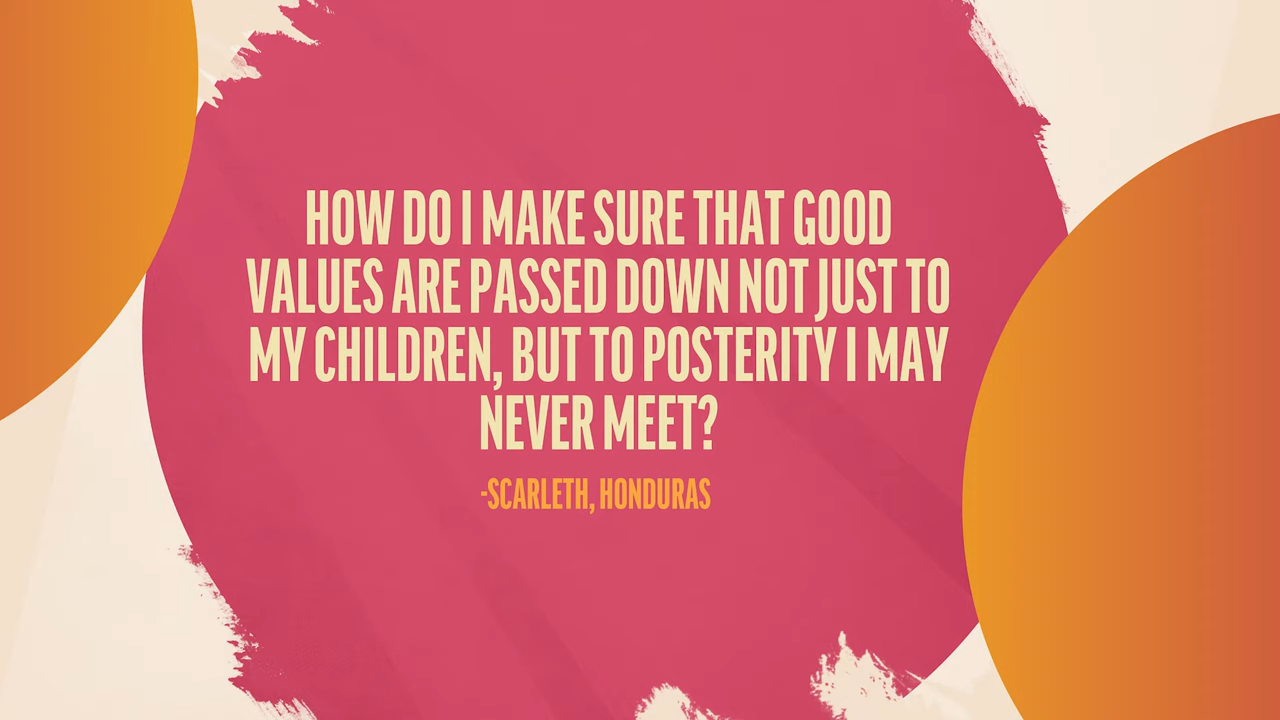 HOW DO I MAKE SURE THAT GOOD
VALUES ARE PASSED DOWN NOT JUST TO
MY CHILDREN, BUT TO POSTERITY I MAY
NEVER MEET?
-SCARLETH, HONDURAS